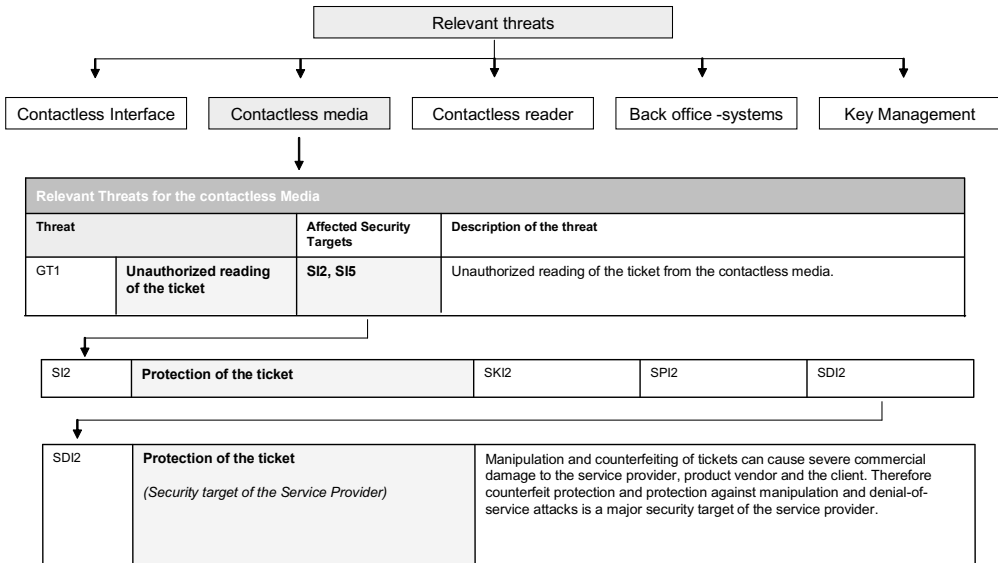 Relevant threats
Contactless Interface
Contactless media
Contactless reader
Back office -systems
Key Management
Relevant Threats for the contactless Media
Threat
Affected Security
Targets
Description of the threat
GT1
Unauthorized reading
of the ticket
SI2, SI5
Unauthorized reading of the ticket from the contactless media.
SI2
Protection of the ticket
SKI2
SPI2
SDI2
SDI2
Protection of the ticket
(Security target of the Service Provider)
Manipulation and counterfeiting of tickets can cause severe commercial
damage to the service provider, product vendor and the client. Therefore
counterfeit protection and protection against manipulation and denial-of-
service attacks is a major security target of the service provider.